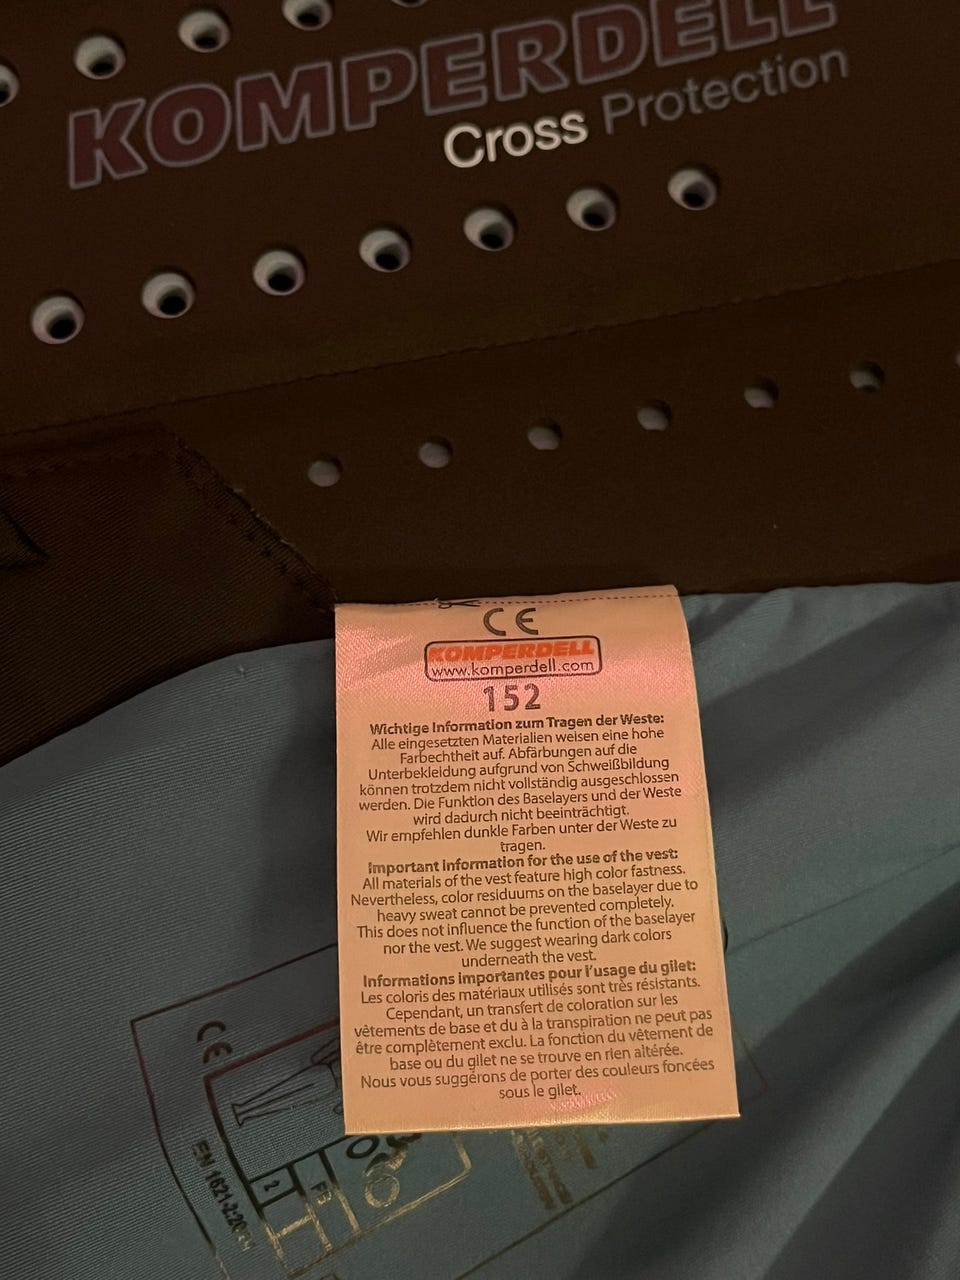 KOMPERDELL
Cross Protection
CE
KOMPERDELL
www.komperdell.com
152
Wichtige Information zum Tragen der Weste:
Alle eingesetzten Materialien weisen eine hohe
Farbechtheit auf. Abfärbungen auf die
Unterbekleidung aufgrund von Schweißbildung
können trotzdem nicht vollständig ausgeschlossen
werden. Die Funktion des Baselayers und der Weste
wird dadurch nicht beeinträchtigt.
Wir empfehlen dunkle Farben unter der Weste zu
tragen.
Important information for the use of the vest:
All materials of the vest feature high color fastness.
Nevertheless, color residuums on the baselayer due to
heavy sweat cannot be prevented completely.
This does not influence the function of the baselayer
nor the vest. We suggest wearing dark colors
underneath the vest.
Informations importantes pour l'usage du gilet:
Les coloris des matériaux utilisés sont très résistants.
Cependant, un transfert de coloration sur les
vêtements de base et du à la transpiration ne peut pas
être complètement exclu. La fonction du vêtement de
base ou du gilet ne se trouve en rien altérée.
Nous vous suggérons de porter des couleurs foncées
sous le gilet.
CE
2
FB
EN 1621-2:2014